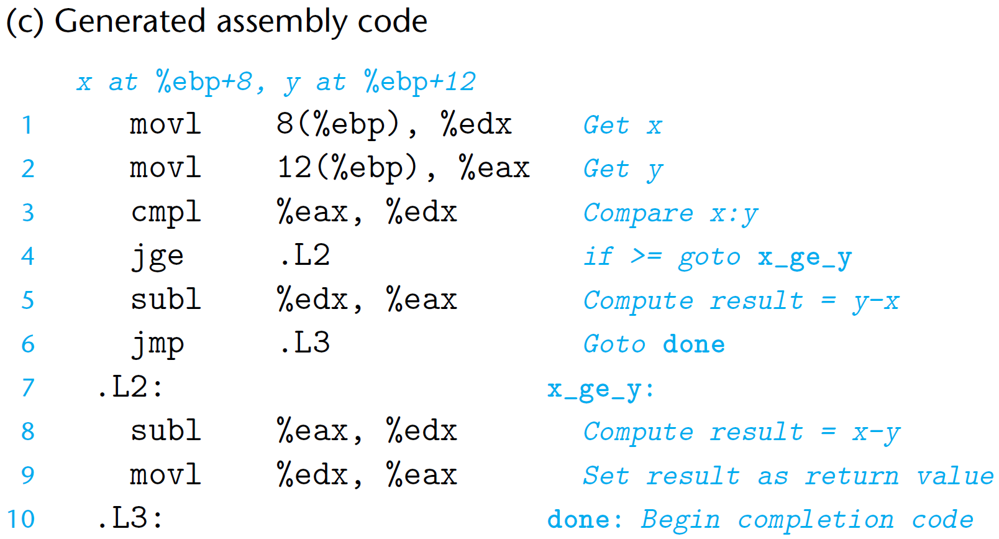 (c) Generated assembly code
x at %ebp+8, y at %ebp+12
1 movl 8(%ebp), %edx Get x
2 movl 12(%ebp), %eax Get y
3 cmpl %eax, %edx Compare x:y
4 jge .L2 if >= goto x_ge_y
5 subl %edx, %eax Compute result = y-x
6 jmp .L3 Goto done
7 .L2: x_ge_y:
8 subl %eax, %edx Compute result = x-y
9 movl %edx, %eax Set result as return value
10 .L3: done: Begin completion code